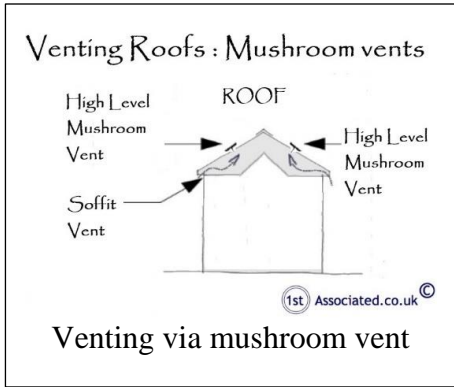 Venting Roofs : Mushroom vents
ROOF
High Level
Mushroom
Vent
High Level
Mushroom
Vent
Soffit
Vent
1st Associated.co.uk ©
Venting via mushroom vent